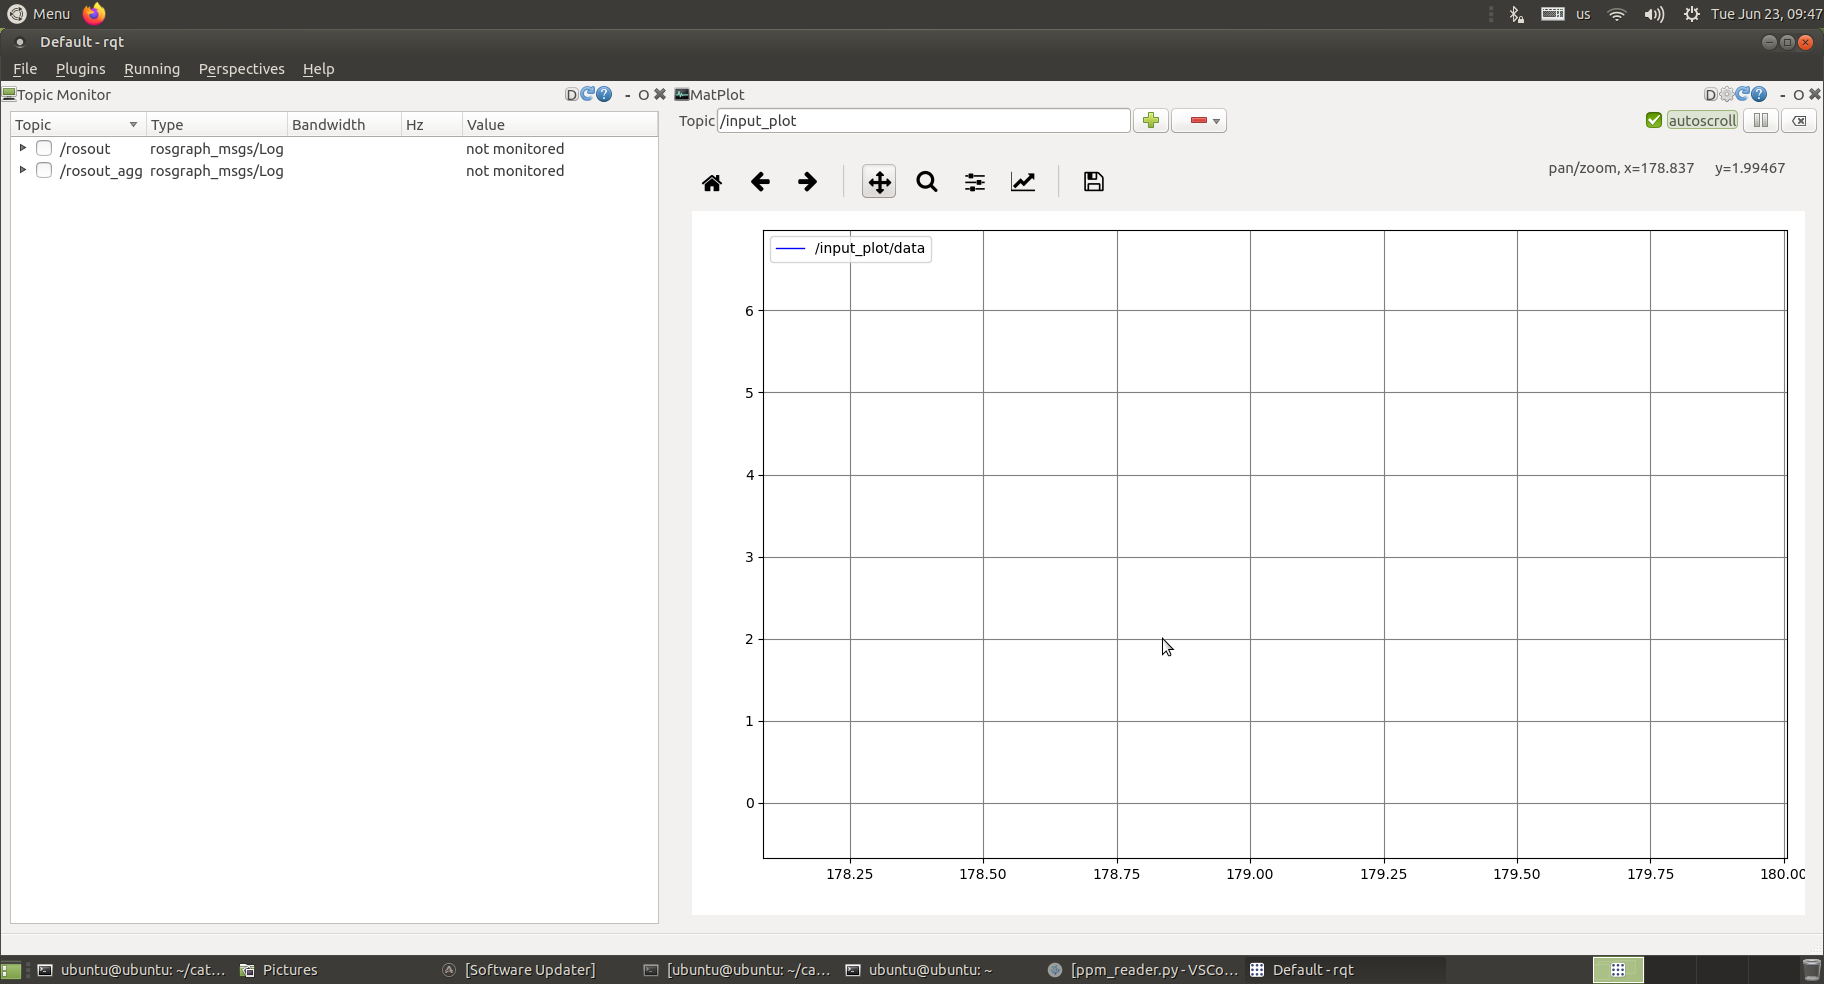 Menu
us
Tue Jun 23, 09:47
Default - rqt
File Plugins Running Perspectives Help
Topic Monitor
D
?
- O
MatPlot
D
?
- O
Topic Type Bandwidth Hz Value
/rosout rosgraph_msgs/Log not monitored
/rosout_agg rosgraph_msgs/Log not monitored
Topic /input_plot
autoscroll
pan/zoom, x=178.837 y=1.99467
/input_plot/data
6
5
4
3
2
1
0
178.25 178.50 178.75 179.00 179.25 179.50 179.75 180.00
ubuntu@ubuntu: ~/cat... Pictures [Software Updater] [ubuntu@ubuntu: ~/ca... ubuntu@ubuntu: ~ [ppm_reader.py - VSCo... Default - rqt